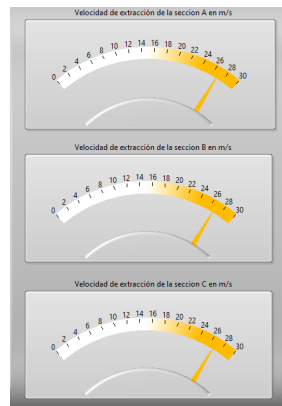 Velocidad de extracción de la seccion A en m/s
0 2 4 6 8 10 12 14 16 18 20 22 24 26 28 30
Velocidad de extracción de la seccion B en m/s
0 2 4 6 8 10 12 14 16 18 20 22 24 26 28 30
Velocidad de extracción de la seccion C en m/s
0 2 4 6 8 10 12 14 16 18 20 22 24 26 28 30